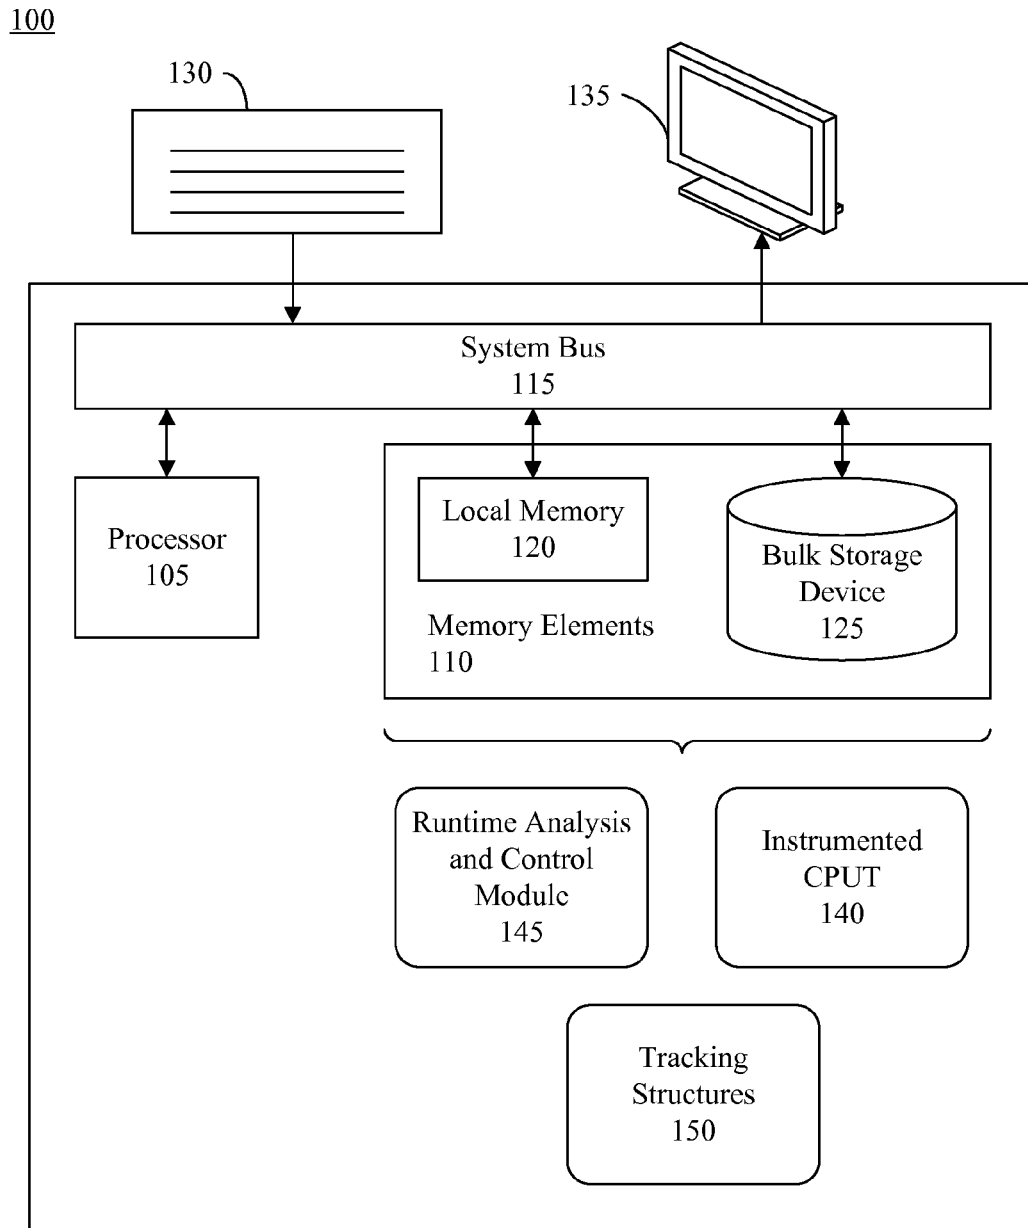 100
130
135
System Bus
115
Processor
105
Local Memory
120
Memory Elements
110
Bulk Storage
Device
125
Runtime Analysis
and Control
Module
145
Instrumented
CPUT
140
Tracking
Structures
150